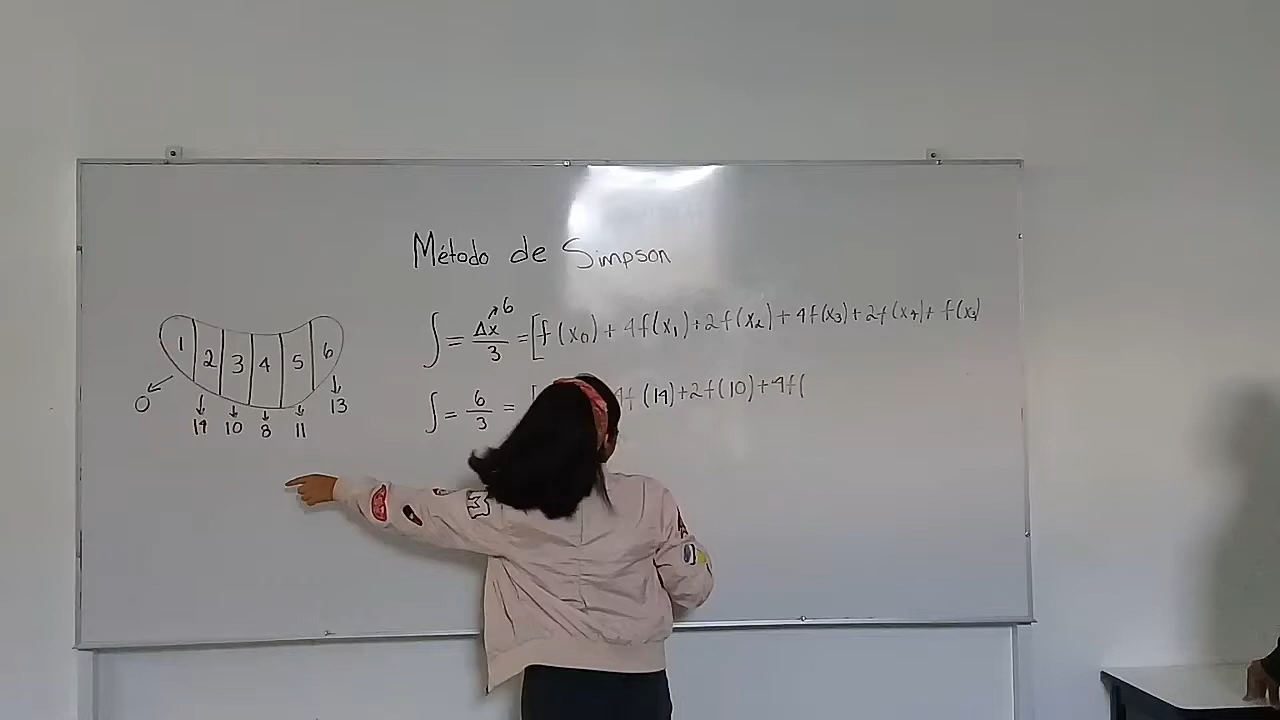 Método de Simpson
6
∫ = Δx/3 = [f(x₀) + 4f(x₁) + 2f(x₂) + 4f(x₃) + 2f(x₄) + f(x₅)
1 2 3 4 5 6
∫ = 6/3 = [ 4f(14) + 2f(10) + 4f(
0 14 10 8 11 13